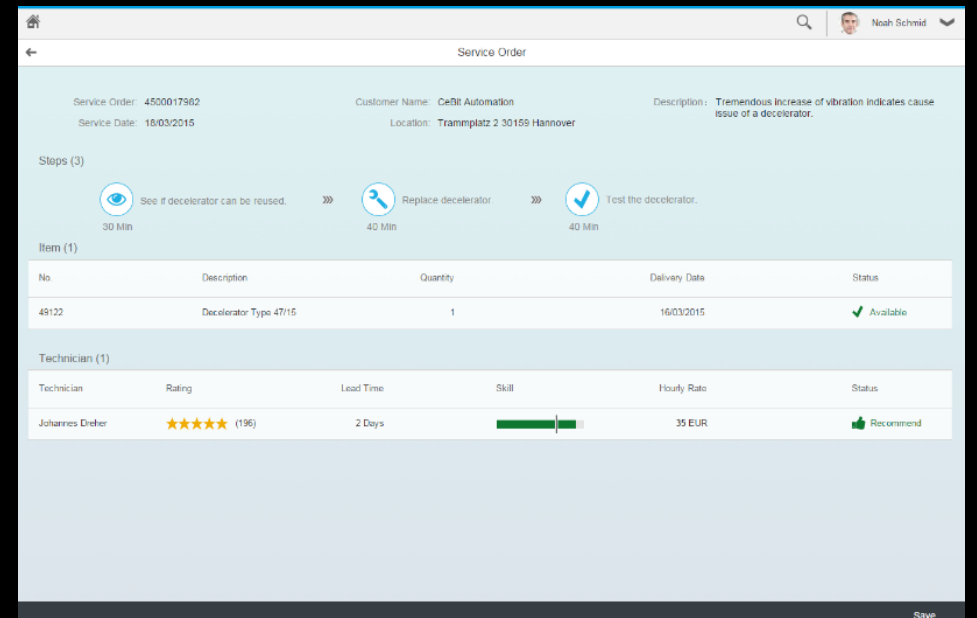 Noah Schmid
Service Order
Service Order: 4500017962
Customer Name: CeBit Automation
Description: Tremendous increase of vibration indicates cause
issue of a decelerator.
Service Date: 18/03/2015
Location: Trammplatz 2 30159 Hannover
Steps (3)
See if decelerator can be reused.
Replace decelerator.
Test the decelerator.
30 Min
40 Min
40 Min
Item (1)
No. Description Quantity Delivery Date Status
49122 Decelerator Type 47/15 1 16/03/2015 Available
Technician (1)
Technician Rating Lead Time Skill Hourly Rate Status
Johannes Dreher (196) 2 Days 35 EUR Recommend
Save